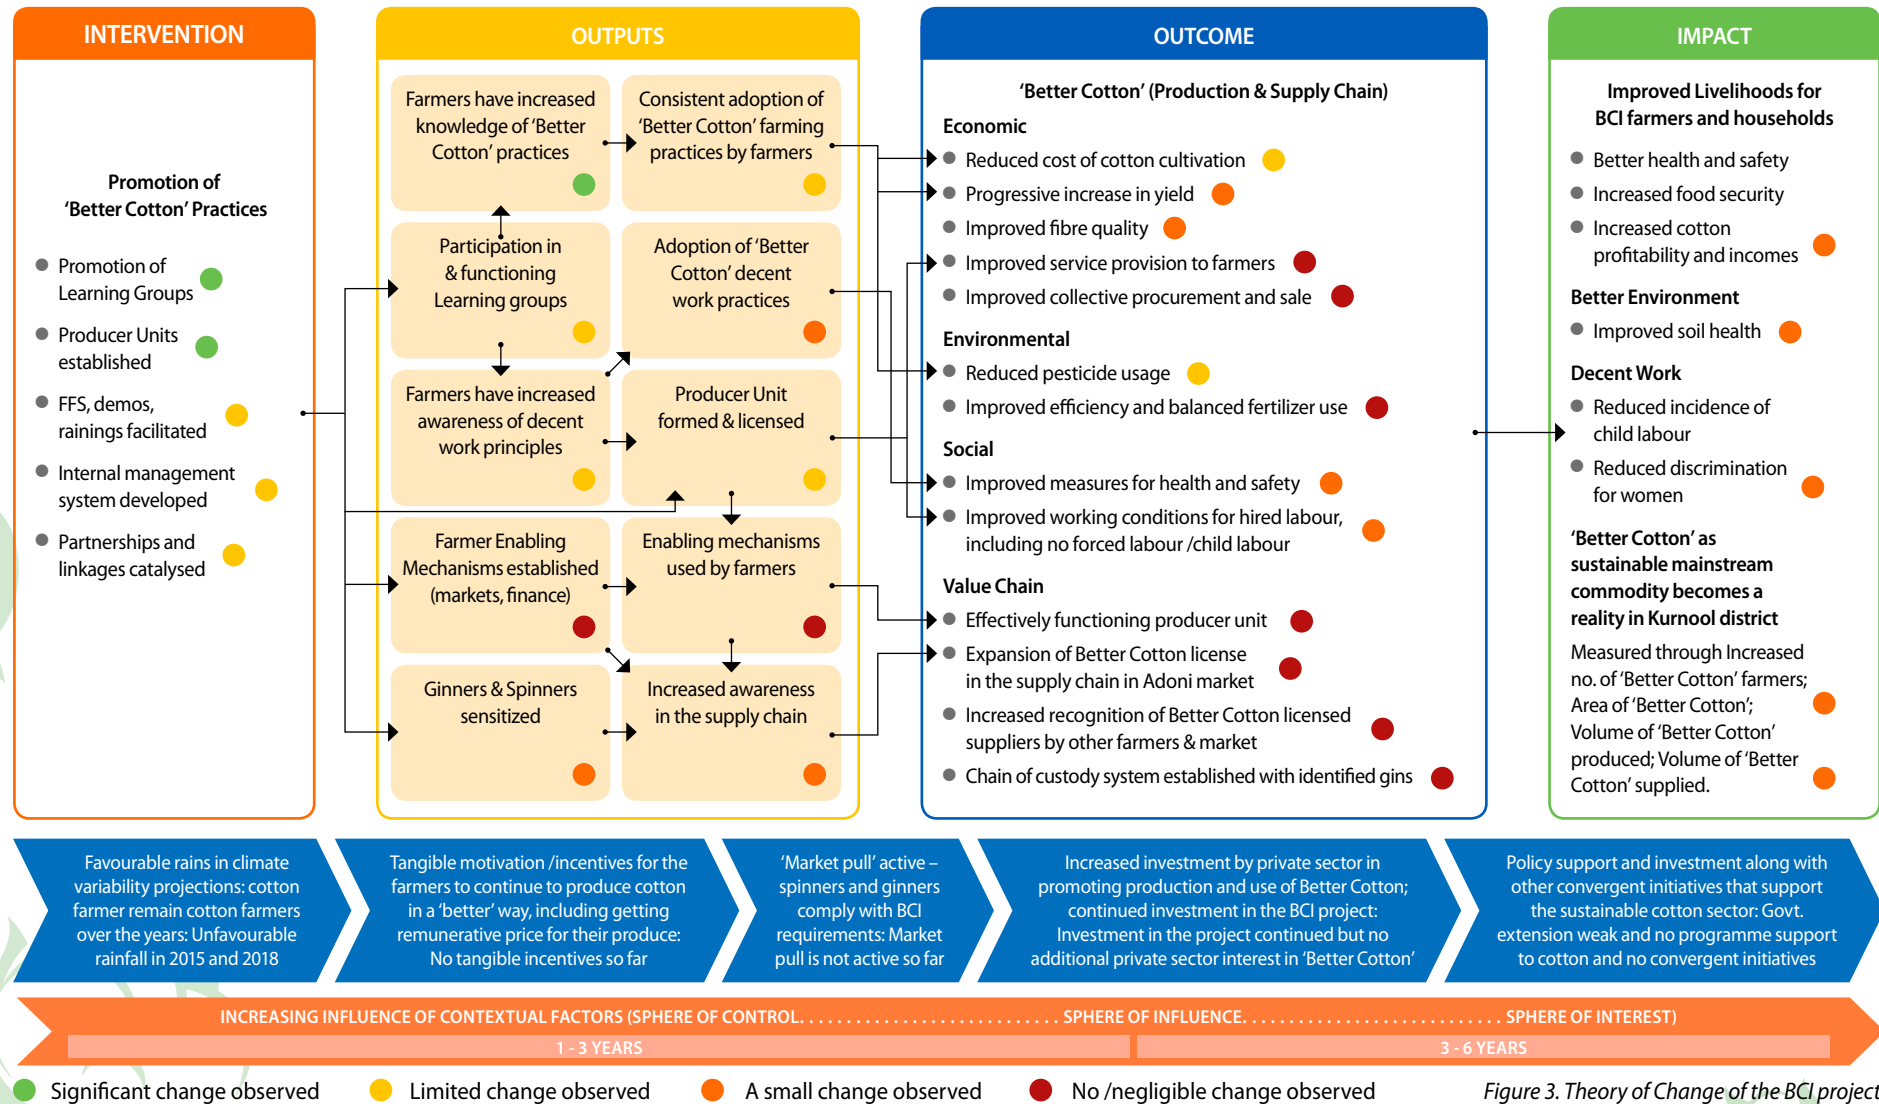 INTERVENTION
Promotion of
‘Better Cotton’ Practices
Promotion of
Learning Groups
Producer Units
established
FFS, demos,
rainings facilitated
Internal management
system developed
Partnerships and
linkages catalysed
OUTPUTS
Farmers have increased
knowledge of ‘Better
Cotton’ practices
Consistent adoption of
‘Better Cotton’ farming
practices by farmers
Participation in
& functioning
Learning groups
Adoption of ‘Better
Cotton’ decent
work practices
Farmers have increased
awareness of decent
work principles
Producer Unit
formed & licensed
Farmer Enabling
Mechanisms established
(markets, finance)
Enabling mechanisms
used by farmers
Ginners & Spinners
sensitized
Increased awareness
in the supply chain
OUTCOME
‘Better Cotton’ (Production & Supply Chain)
Economic
Reduced cost of cotton cultivation
Progressive increase in yield
Improved fibre quality
Improved service provision to farmers
Improved collective procurement and sale
Environmental
Reduced pesticide usage
Improved efficiency and balanced fertilizer use
Social
Improved measures for health and safety
Improved working conditions for hired labour,
including no forced labour /child labour
Value Chain
Effectively functioning producer unit
Expansion of Better Cotton license
in the supply chain in Adoni market
Increased recognition of Better Cotton licensed
suppliers by other farmers & market
Chain of custody system established with identified gins
IMPACT
Improved Livelihoods for
BCI farmers and households
Better health and safety
Increased food security
Increased cotton
profitability and incomes
Better Environment
Improved soil health
Decent Work
Reduced incidence of
child labour
Reduced discrimination
for women
‘Better Cotton’ as
sustainable mainstream
commodity becomes a
reality in Kurnool district
Measured through Increased
no. of ‘Better Cotton’ farmers;
Area of ‘Better Cotton’;
Volume of ‘Better Cotton’
produced; Volume of ‘Better
Cotton’ supplied.
Favourable rains in climate
variability projections: cotton
farmer remain cotton farmers
over the years: Unfavourable
rainfall in 2015 and 2018
Tangible motivation /incentives for the
farmers to continue to produce cotton
in a ‘better’ way, including getting
remunerative price for their produce:
No tangible incentives so far
‘Market pull’ active –
spinners and ginners
comply with BCI
requirements: Market
pull is not active so far
Increased investment by private sector in
promoting production and use of Better Cotton;
continued investment in the BCI project:
Investment in the project continued but no
additional private sector interest in ‘Better Cotton’
Policy support and investment along with
other convergent initiatives that support
the sustainable cotton sector: Govt.
extension weak and no programme support
to cotton and no convergent initiatives
INCREASING INFLUENCE OF CONTEXTUAL FACTORS (SPHERE OF CONTROL. . . . . . . . . . . . . . . . . . . . . . . . . . . . SPHERE OF INFLUENCE. . . . . . . . . . . . . . . . . . . . . . . . . . . . SPHERE OF INTEREST)
1 - 3 YEARS
3 - 6 YEARS
Significant change observed
Limited change observed
A small change observed
No /negligible change observed
Figure 3. Theory of Change of the BCI project